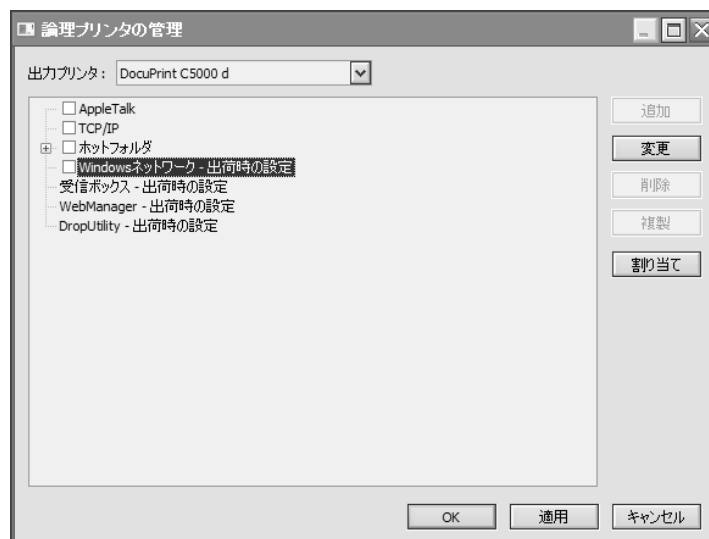 論理プリンタの管理
出力プリンタ： DocuPrint C5000 d
AppleTalk
TCP/IP
ホットフォルダ
Windowsネットワーク - 出荷時の設定
受信ボックス - 出荷時の設定
WebManager - 出荷時の設定
DropUtility - 出荷時の設定
追加
変更
削除
複製
割り当て
OK 適用 キャンセル